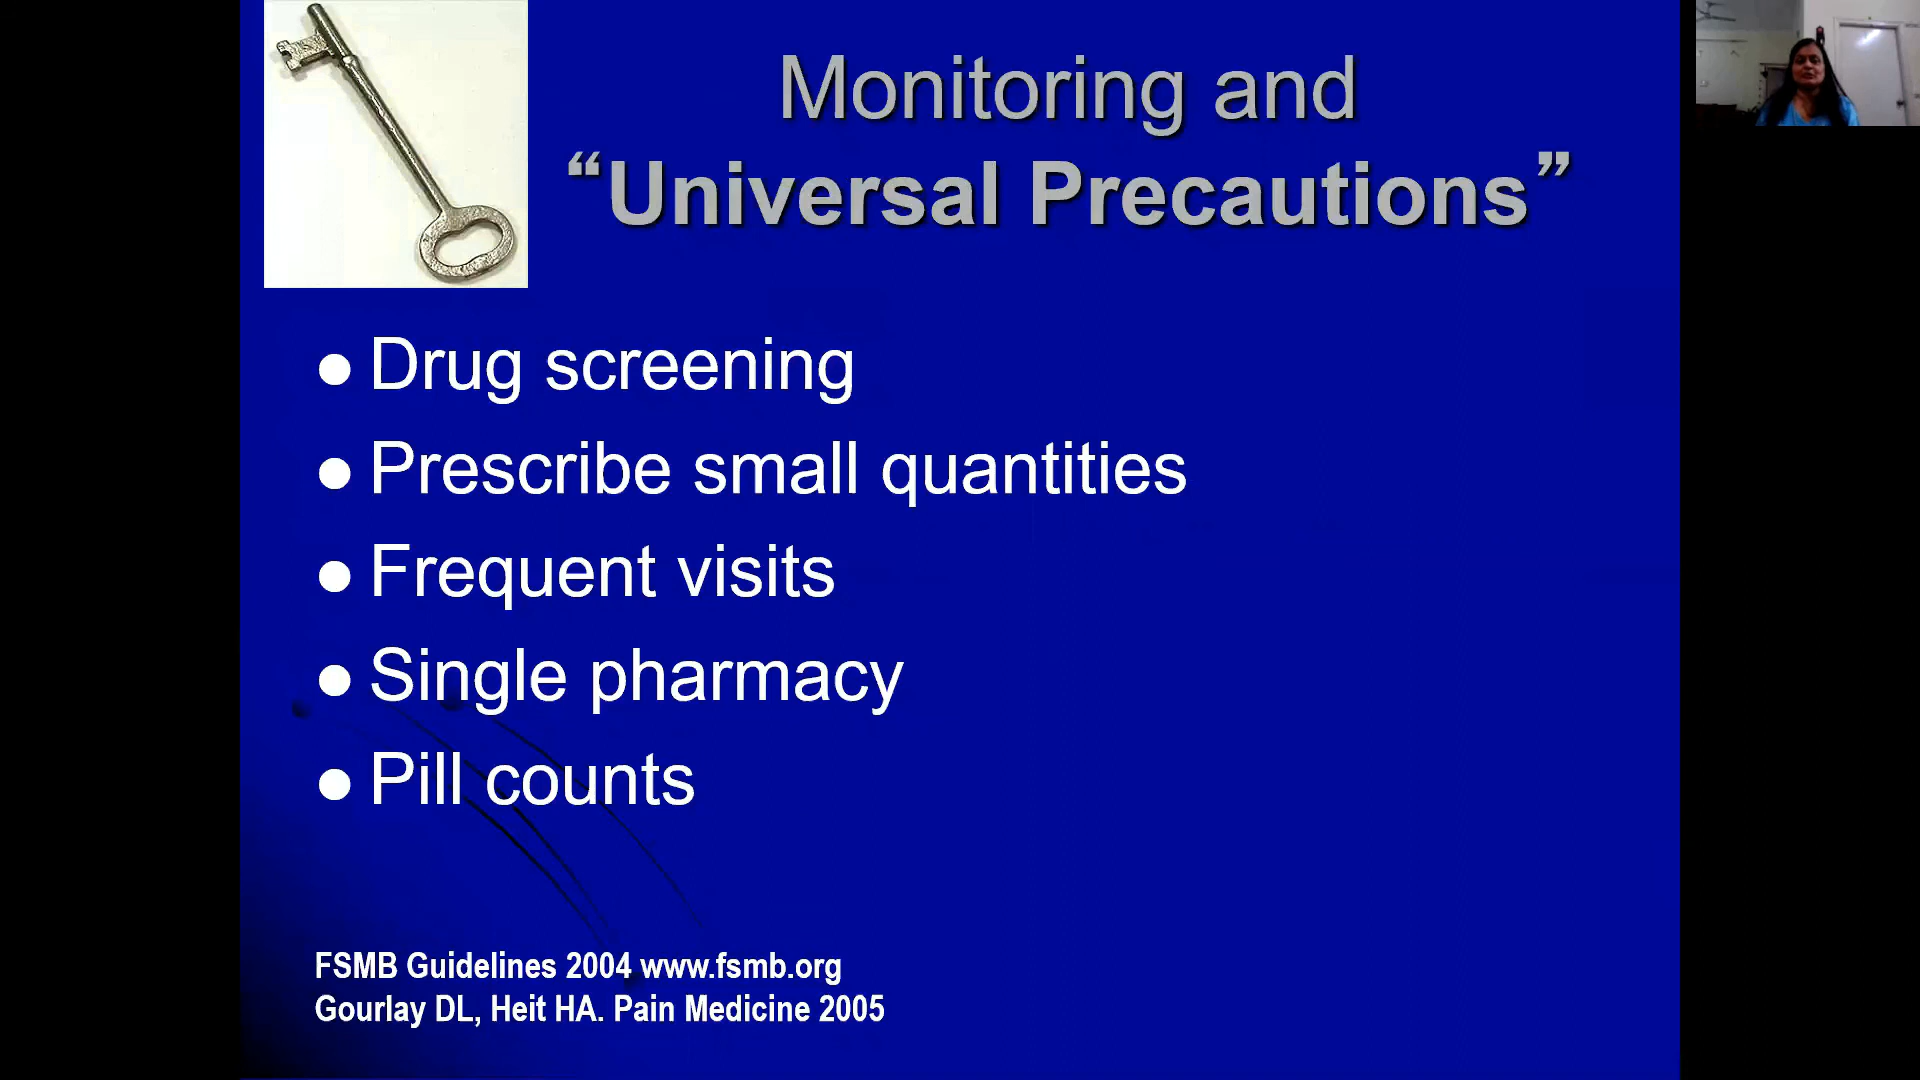 Monitoring and
“Universal Precautions”
● Drug screening
● Prescribe small quantities
● Frequent visits
● Single pharmacy
● Pill counts
FSMB Guidelines 2004 www.fsmb.org
Gourlay DL, Heit HA. Pain Medicine 2005